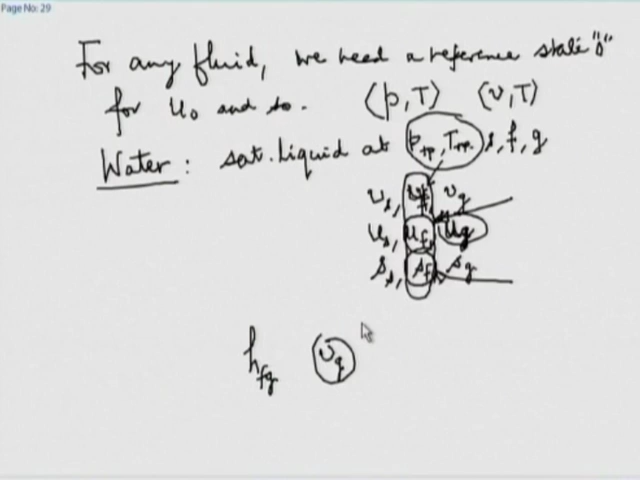 Page No: 29
For any fluid, we need a reference state "0"
for u₀ and s₀. (p,T) (v,T)
Water: sat. liquid at p_tp, T_tp. s, f, g
v_s, v_f, v_g
u_s, u_f, u_g
s_s, s_f, s_g
h_fg v_g